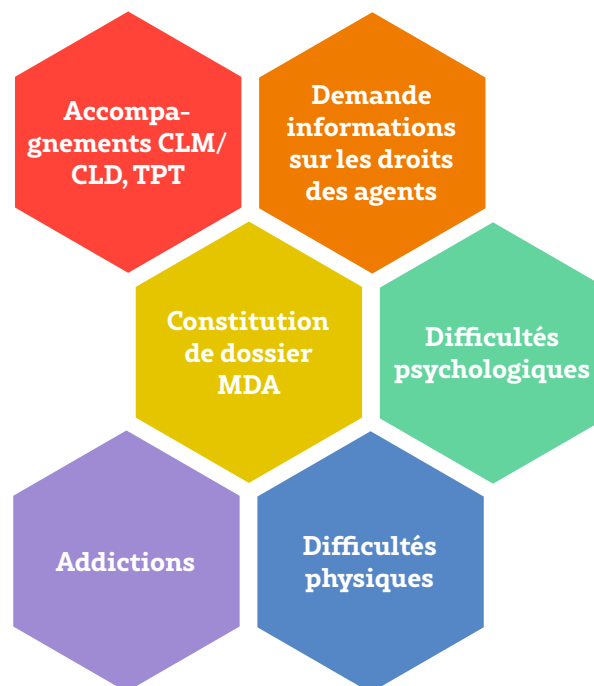 Accompa-
gnements CLM/
CLD, TPT
Demande
informations
sur les droits
des agents
Constitution
de dossier
MDA
Difficultés
psychologiques
Addictions
Difficultés
physiques